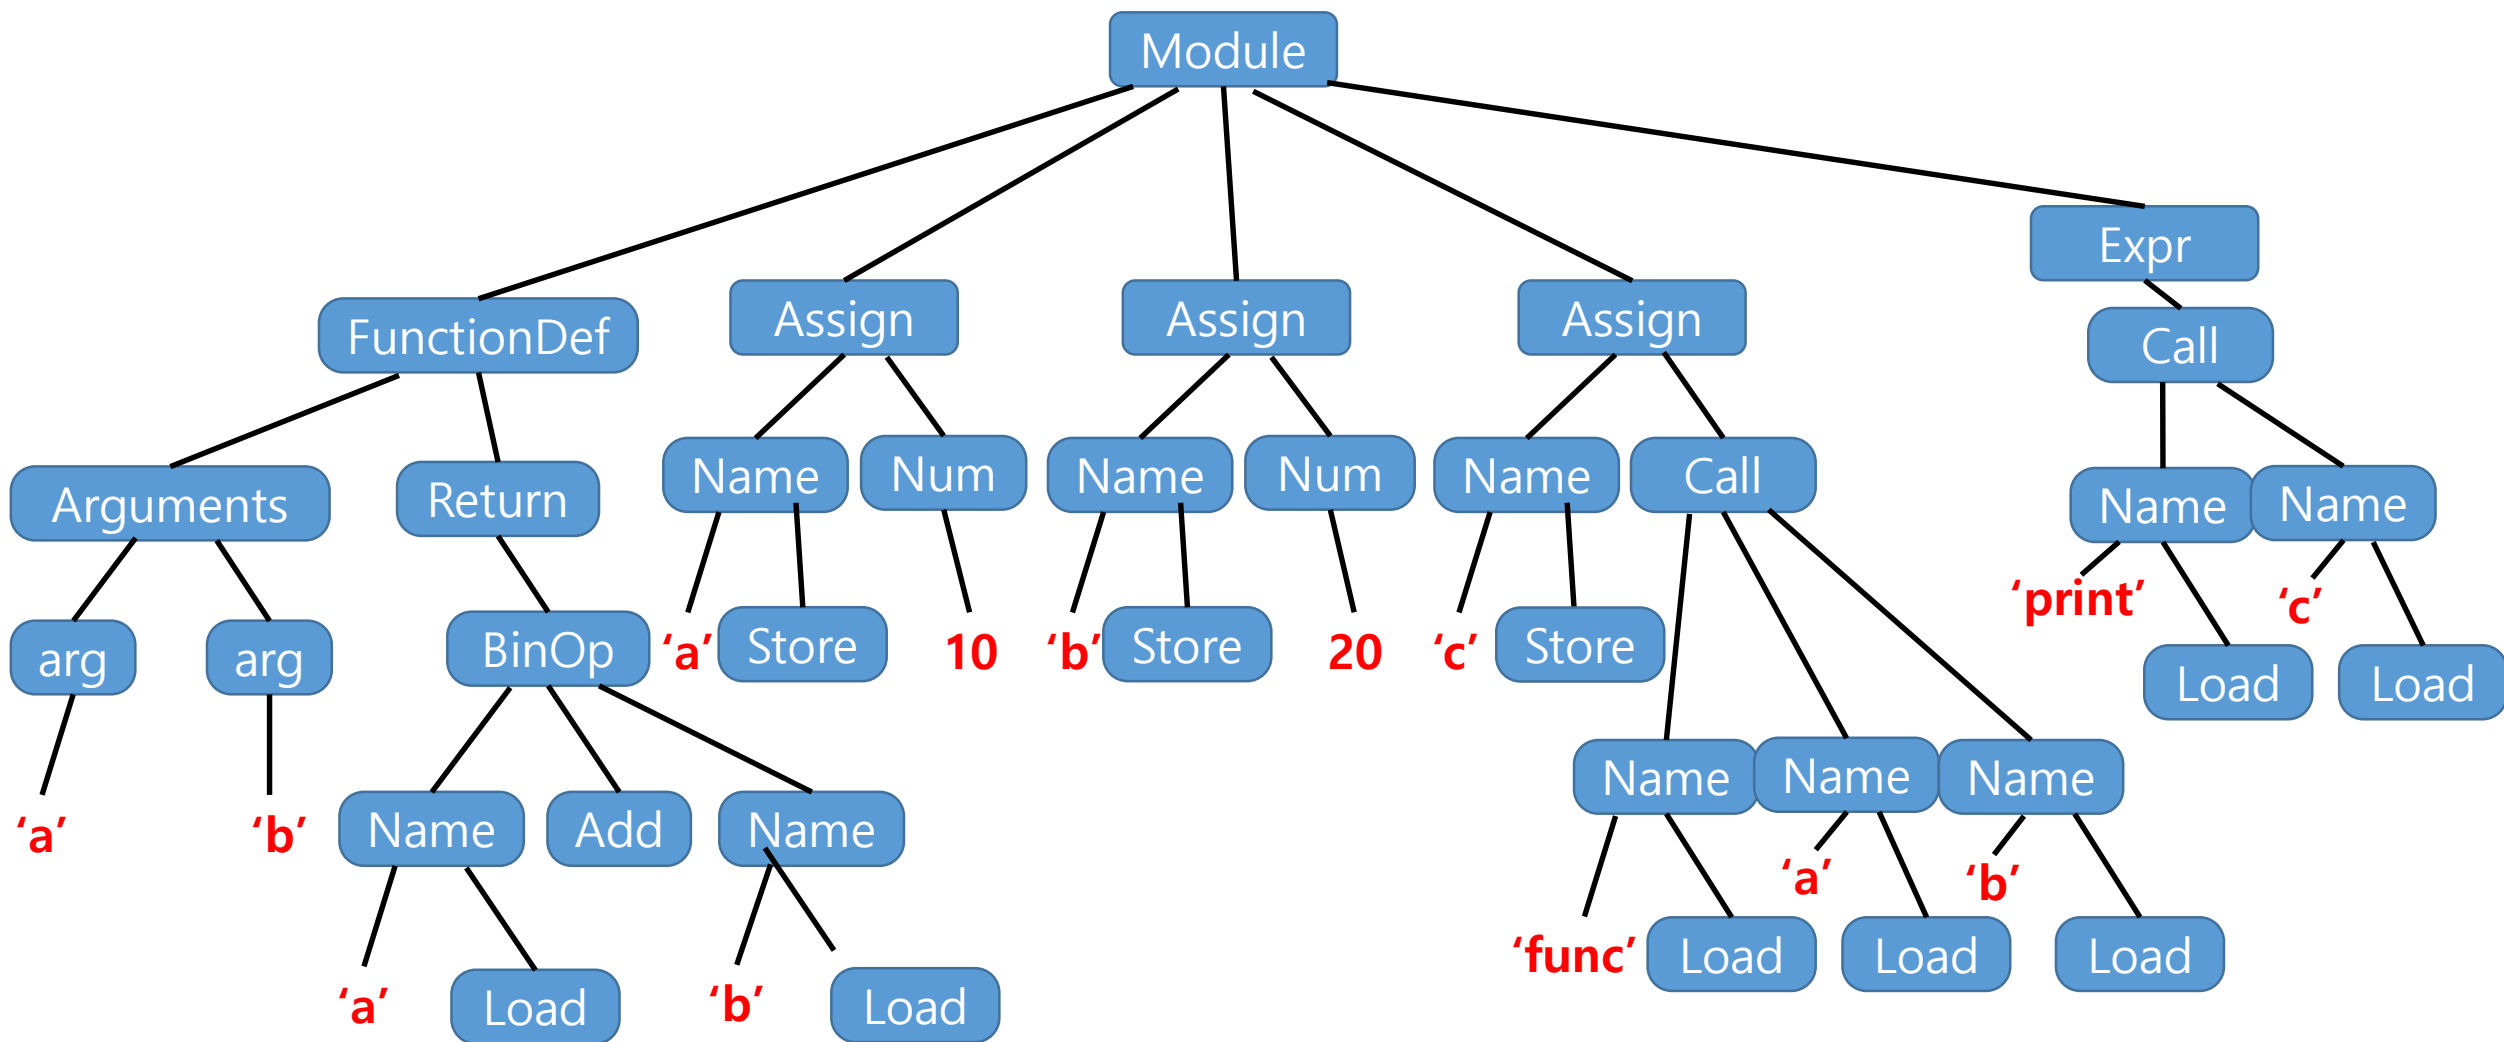 Module
Expr
FunctionDef
Assign
Assign
Assign
Call
Arguments
Return
Name
Num
Name
Num
Name
Call
Name
Name
‘print’
‘c’
arg
arg
BinOp
‘a’
Store
10
‘b’
Store
20
‘c’
Store
Load
Load
‘a’
‘b’
Name
Add
Name
Name
Name
Name
‘a’
‘b’
‘func’
Load
Load
Load
‘a’
Load
‘b’
Load